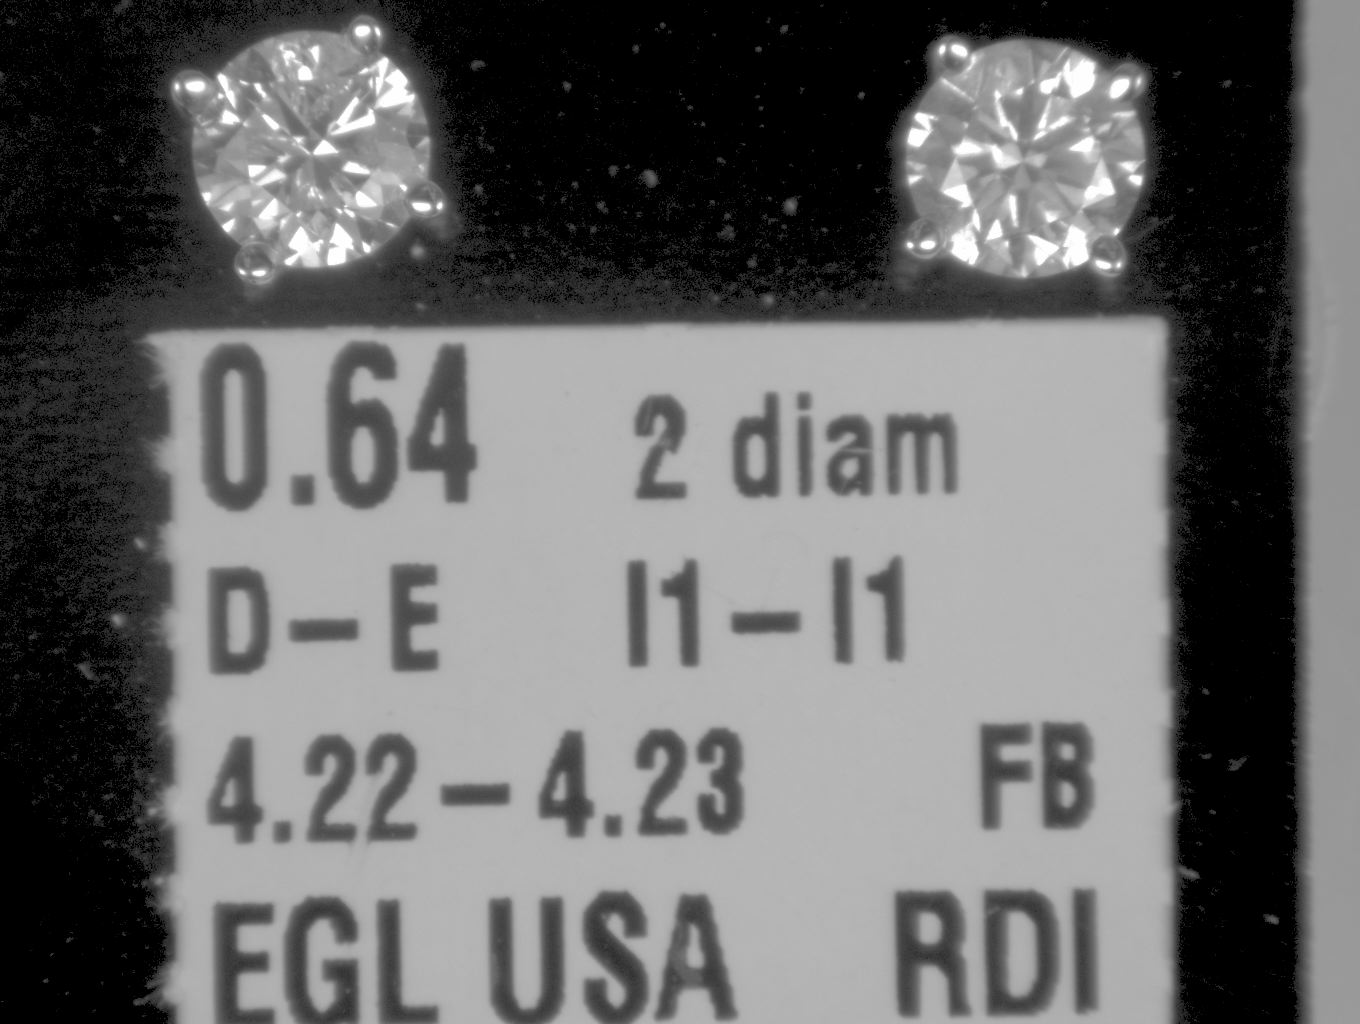 0.64 2 diam
D-E I1-I1
4.22-4.23 FB
EGL USA RDI